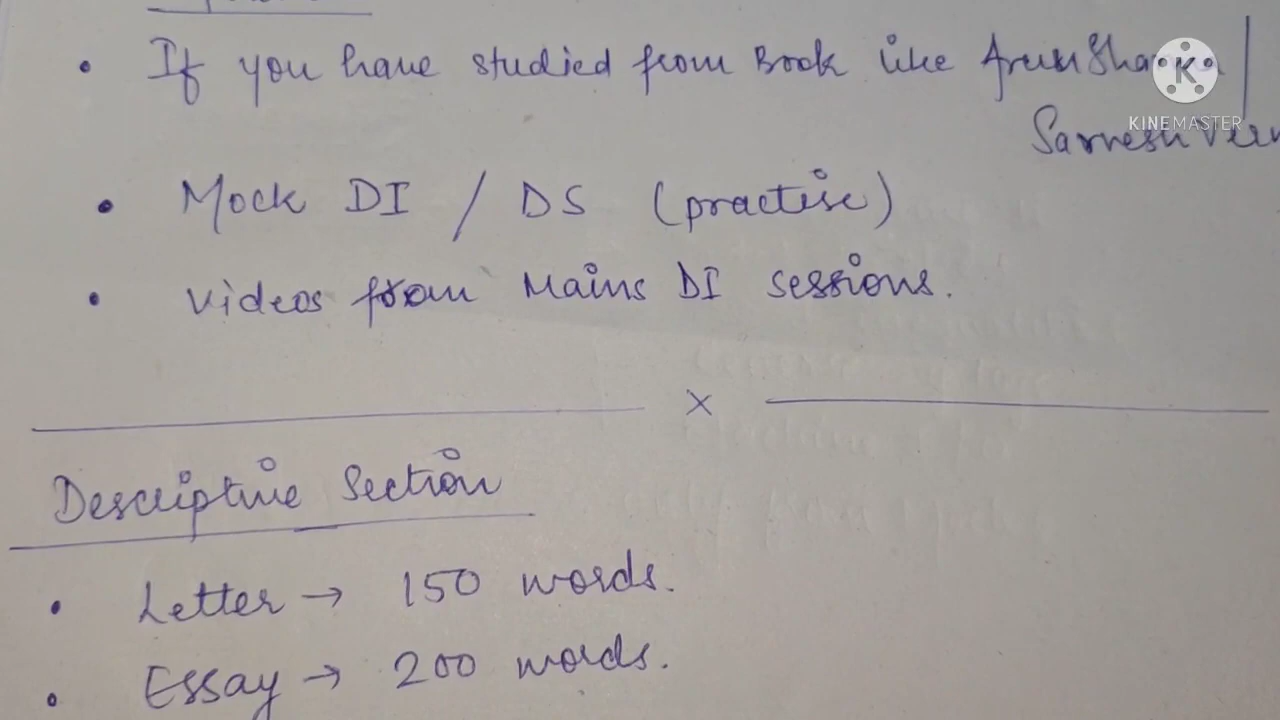 • If you have studied from Book like Arun Sharma /
Sarvesh
• Mock DI / DS (practise)
• Videos from Mains DI sessions.
x
Descriptive Section
• Letter → 150 words.
• Essay → 200 words.
K
KINEMASTER